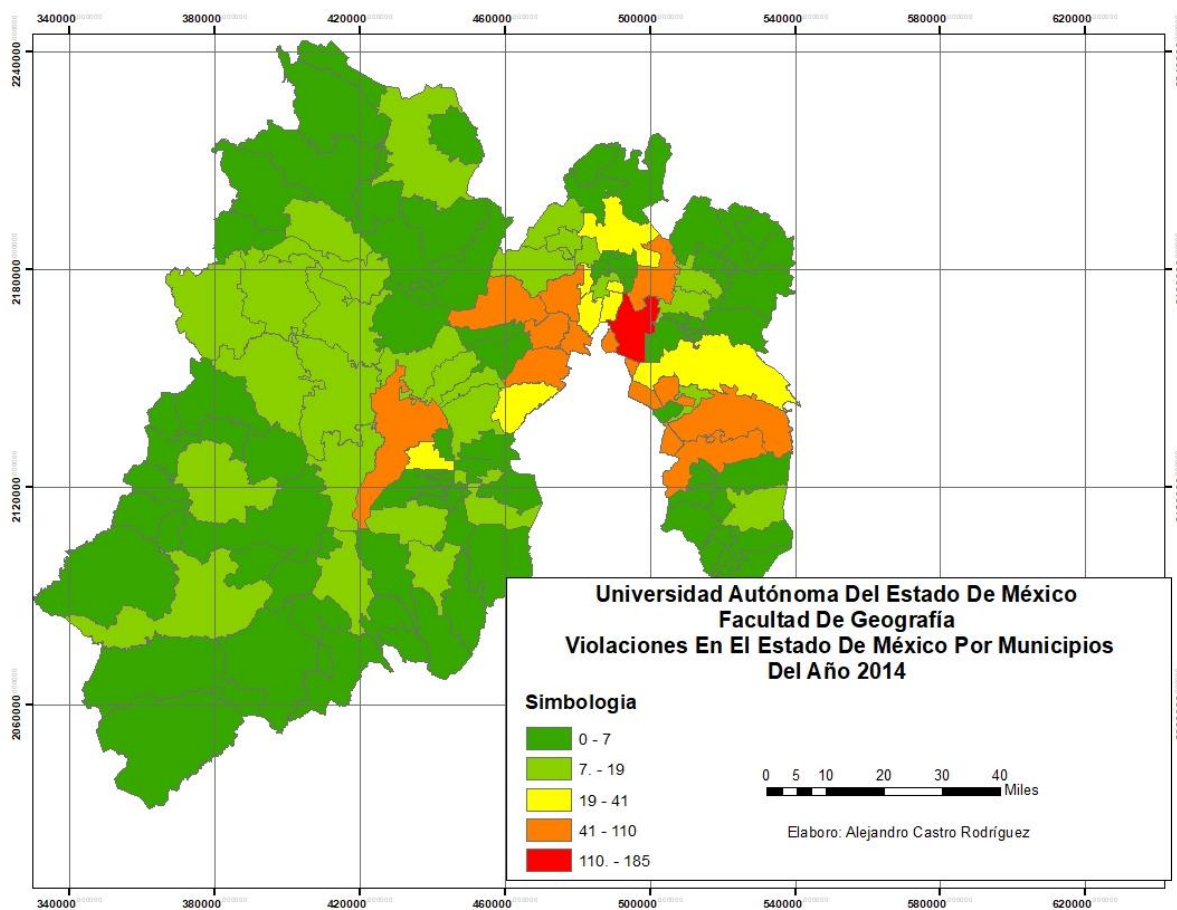 340000 380000 420000 460000 500000 540000 580000 620000
2240000
2180000
2120000
2060000
Universidad Autónoma Del Estado De México
Facultad De Geografía
Violaciones En El Estado De México Por Municipios
Del Año 2014
Simbologia
0 - 7
7. - 19
19 - 41
41 - 110
110. - 185
0 5 10 20 30 40
Miles
Elaboro: Alejandro Castro Rodríguez
340000 380000 420000 460000 500000 540000 580000 620000